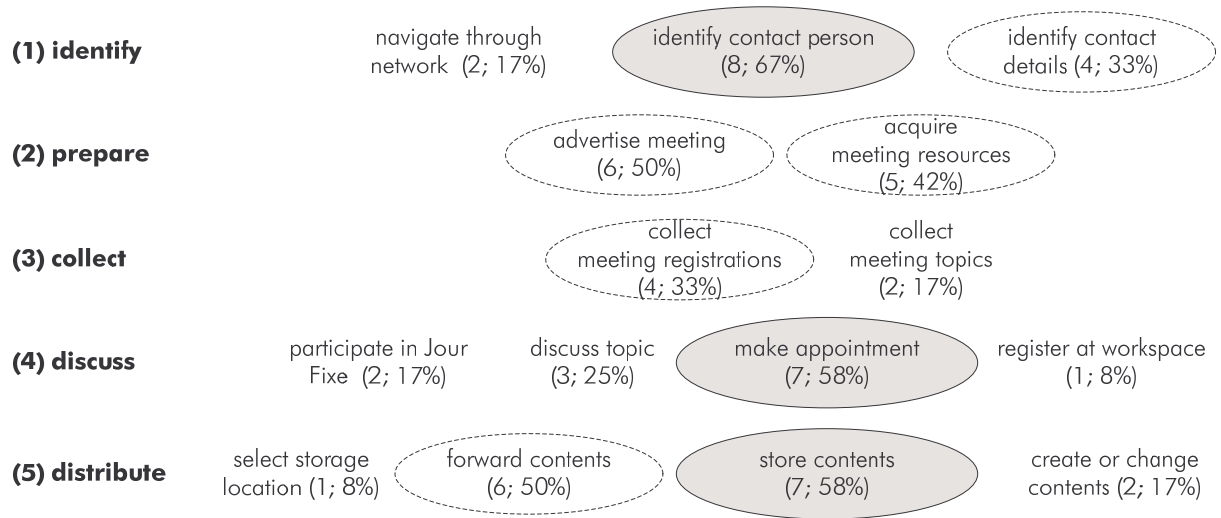 (1) identify
navigate through
network (2; 17%)
identify contact person
(8; 67%)
identify contact
details (4; 33%)
(2) prepare
advertise meeting
(6; 50%)
acquire
meeting resources
(5; 42%)
(3) collect
collect
meeting registrations
(4; 33%)
collect
meeting topics
(2; 17%)
(4) discuss
participate in Jour
Fixe (2; 17%)
discuss topic
(3; 25%)
make appointment
(7; 58%)
register at workspace
(1; 8%)
(5) distribute
select storage
location (1; 8%)
forward contents
(6; 50%)
store contents
(7; 58%)
create or change
contents (2; 17%)